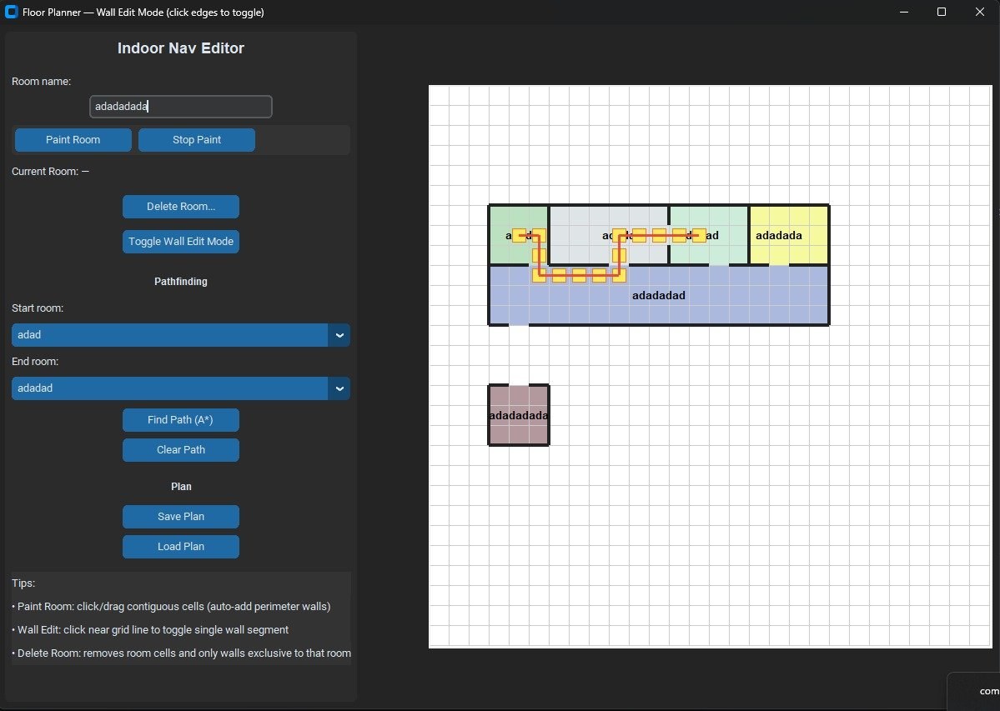 Floor Planner — Wall Edit Mode (click edges to toggle)
Indoor Nav Editor
Room name:
adadadada
Paint Room
Stop Paint
Current Room: —
Delete Room...
Toggle Wall Edit Mode
Pathfinding
Start room:
adad
End room:
adadad
Find Path (A*)
Clear Path
Plan
Save Plan
Load Plan
Tips:
• Paint Room: click/drag contiguous cells (auto-add perimeter walls)
• Wall Edit: click near grid line to toggle single wall segment
• Delete Room: removes room cells and only walls exclusive to that room
adadada
adadadad
adadadada
com